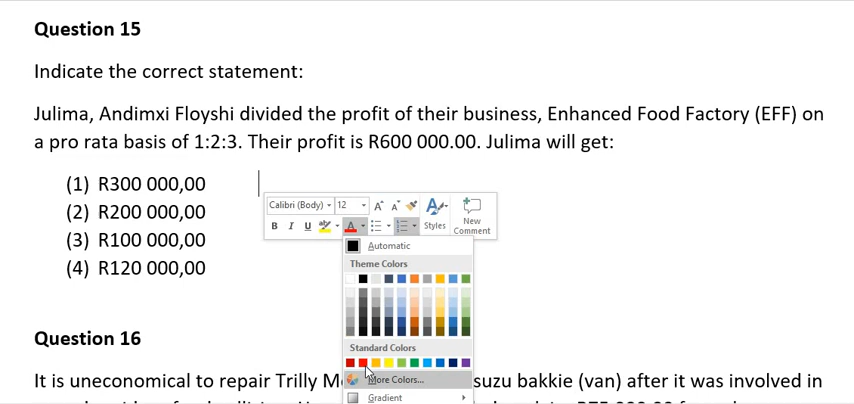 Question 15
Indicate the correct statement:
Julima, Andimxi Floyshi divided the profit of their business, Enhanced Food Factory (EFF) on
a pro rata basis of 1:2:3. Their profit is R600 000.00. Julima will get:
(1) R300 000,00
(2) R200 000,00
(3) R100 000,00
(4) R120 000,00
Calibri (Body) 12
B I U A Styles New Comment
Automatic
Theme Colors
Standard Colors
More Colors...
Gradient
Question 16
It is uneconomical to repair Trilly suzu bakkie (van) after it was involved in